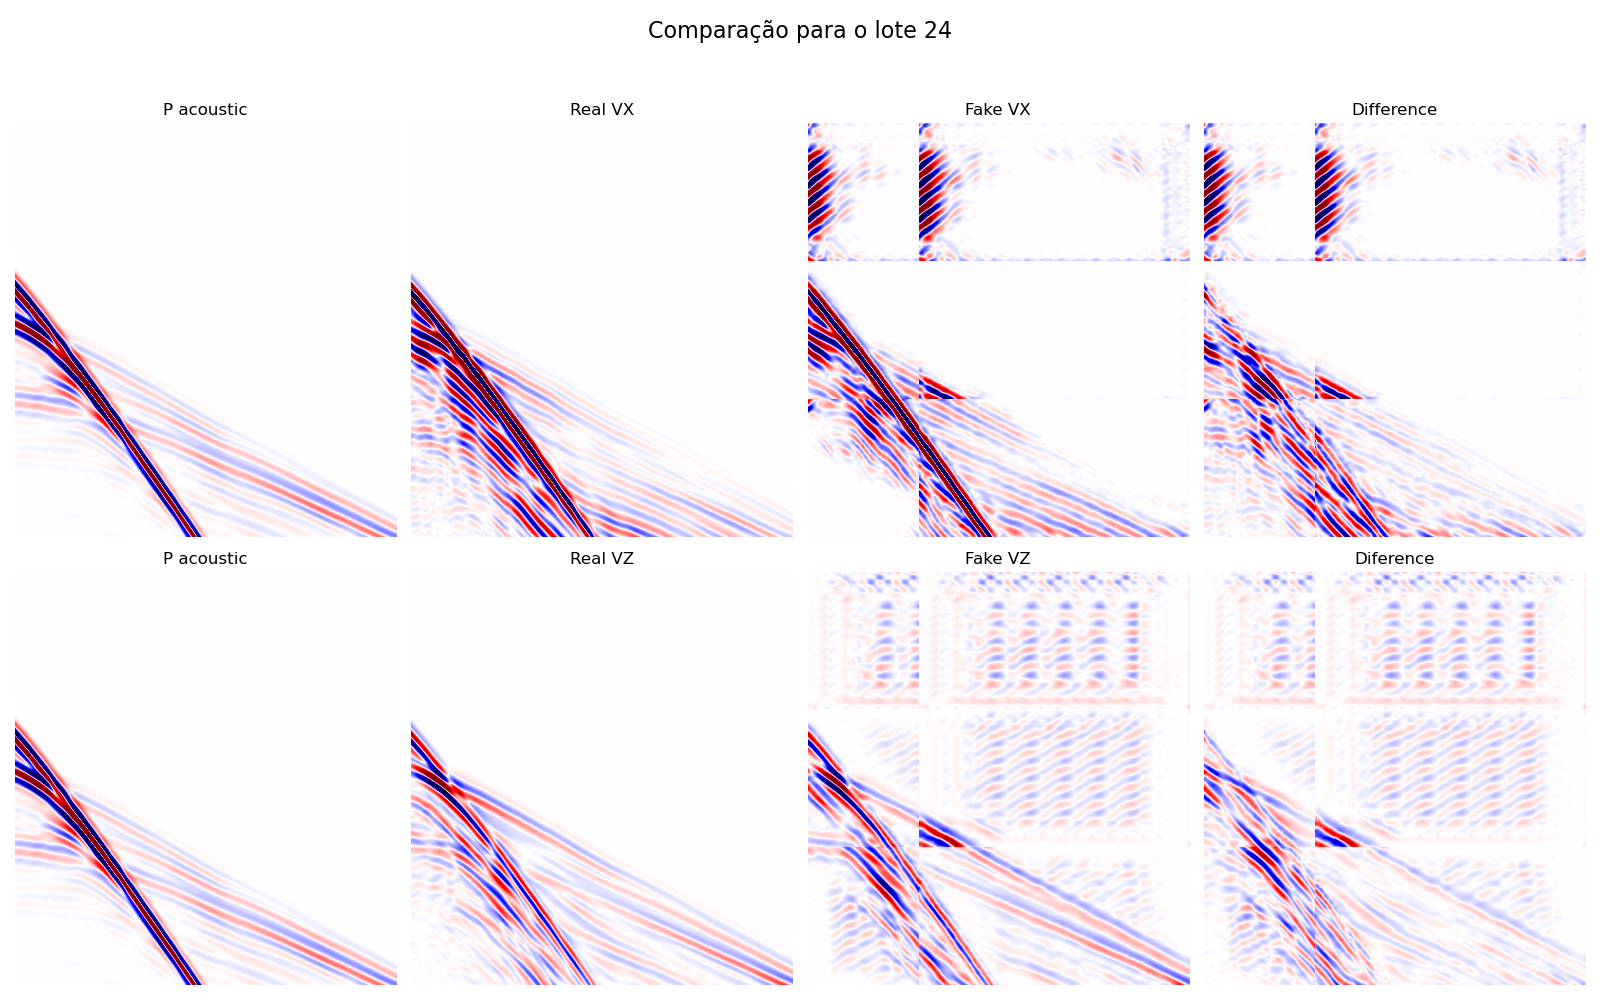 Comparação para o lote 24
P acoustic
Real VX
Fake VX
Difference
P acoustic
Real VZ
Fake VZ
Diference